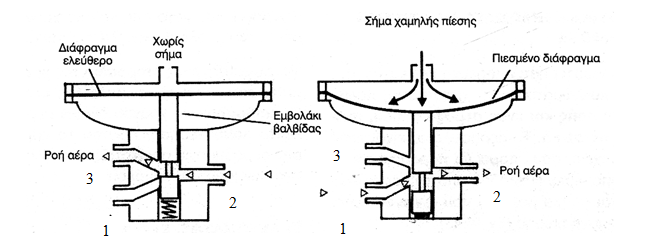 Διάφραγμα
ελεύθερο
Χωρίς
σήμα
Εμβολάκι
βαλβίδας
Ροή αέρα
3
2
1
Σήμα χαμηλής πίεσης
Πιεσμένο διάφραγμα
3
Ροή αέρα
2
1